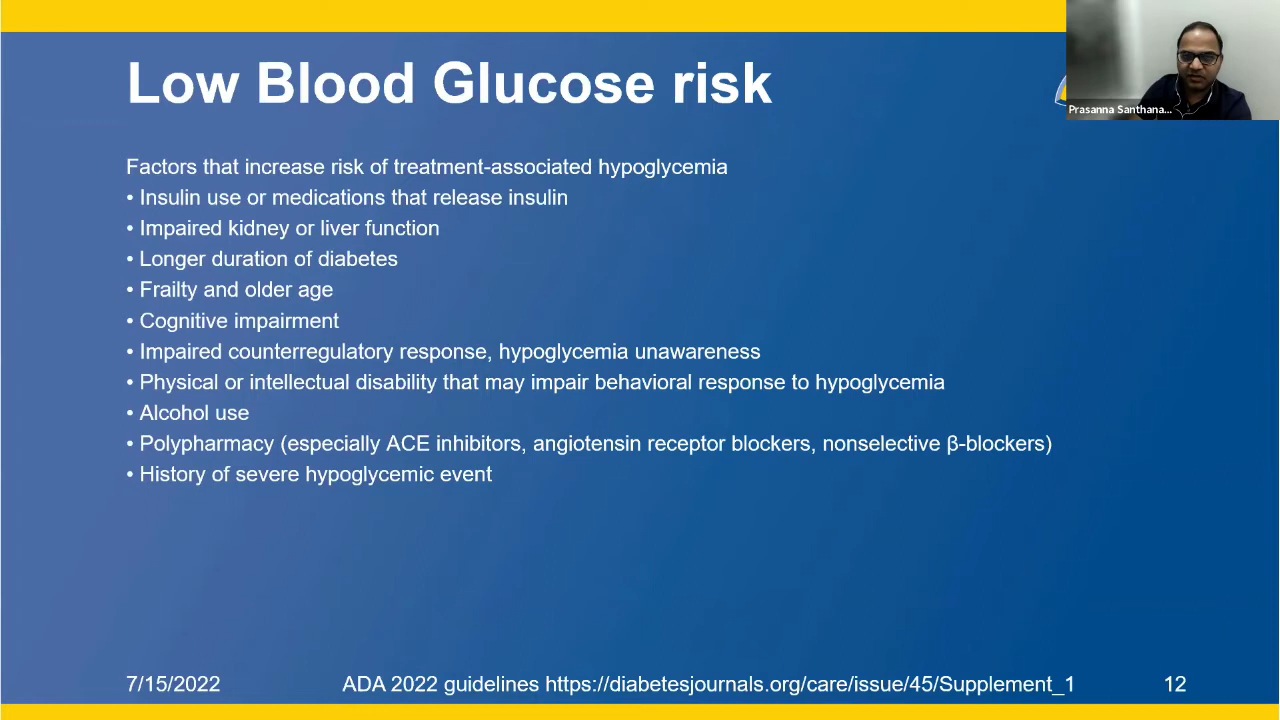 Low Blood Glucose risk
Prasanna Santhana...
Factors that increase risk of treatment-associated hypoglycemia
• Insulin use or medications that release insulin
• Impaired kidney or liver function
• Longer duration of diabetes
• Frailty and older age
• Cognitive impairment
• Impaired counterregulatory response, hypoglycemia unawareness
• Physical or intellectual disability that may impair behavioral response to hypoglycemia
• Alcohol use
• Polypharmacy (especially ACE inhibitors, angiotensin receptor blockers, nonselective β-blockers)
• History of severe hypoglycemic event
7/15/2022 ADA 2022 guidelines https://diabetesjournals.org/care/issue/45/Supplement_1 12